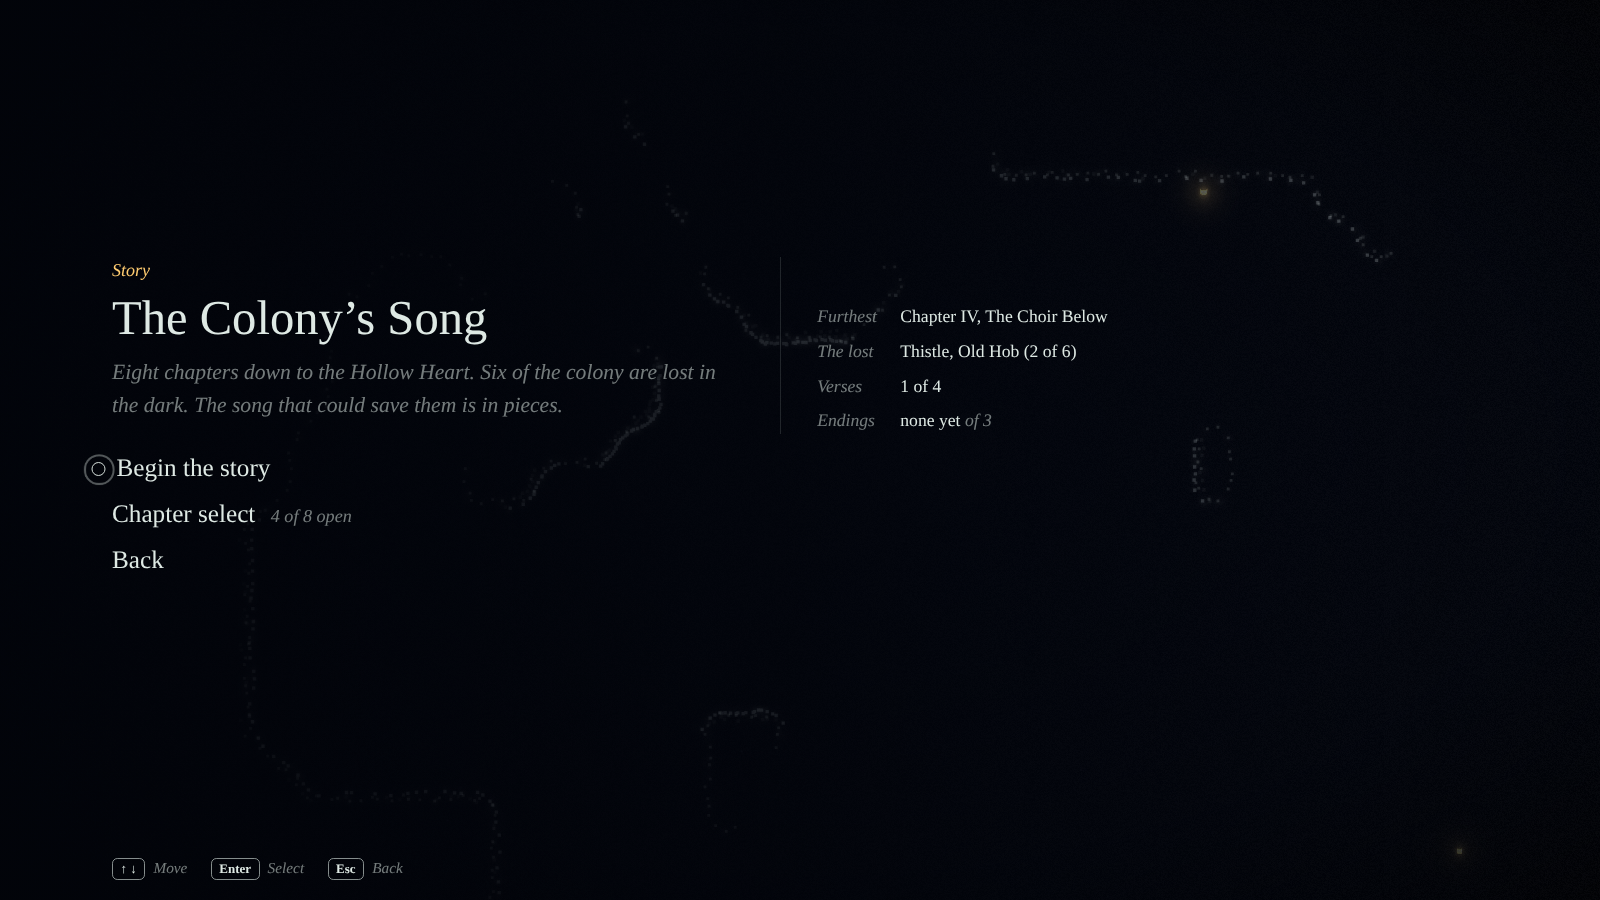 Story
The Colony’s Song
Eight chapters down to the Hollow Heart. Six of the colony are lost in
the dark. The song that could save them is in pieces.
Begin the story
Chapter select 4 of 8 open
Back
Furthest Chapter IV, The Choir Below
The lost Thistle, Old Hob (2 of 6)
Verses 1 of 4
Endings none yet of 3
↑ ↓ Move Enter Select Esc Back